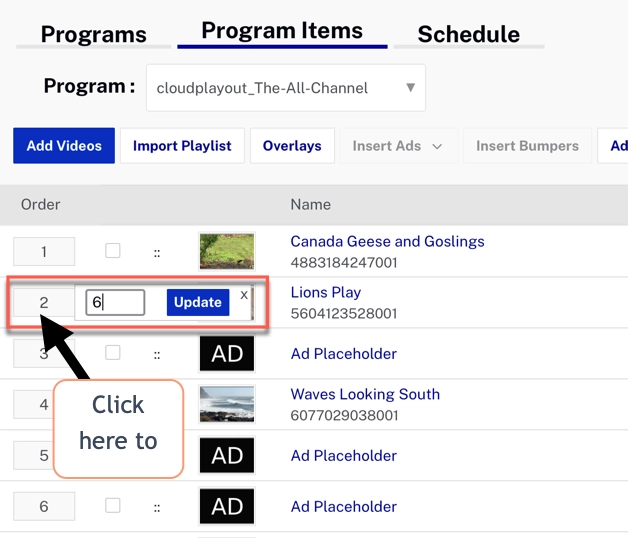 Programs Program Items Schedule
Program : cloudplayout_The-All-Channel ▼
Add Videos Import Playlist Overlays Insert Ads Insert Bumpers Ad
Order Name
1 :: Canada Geese and Goslings
4883184247001
2 6 Update x Lions Play
5604123528001
3 :: AD Ad Placeholder
4 Waves Looking South
6077029038001
Click
here to
5 AD Ad Placeholder
6 :: AD Ad Placeholder